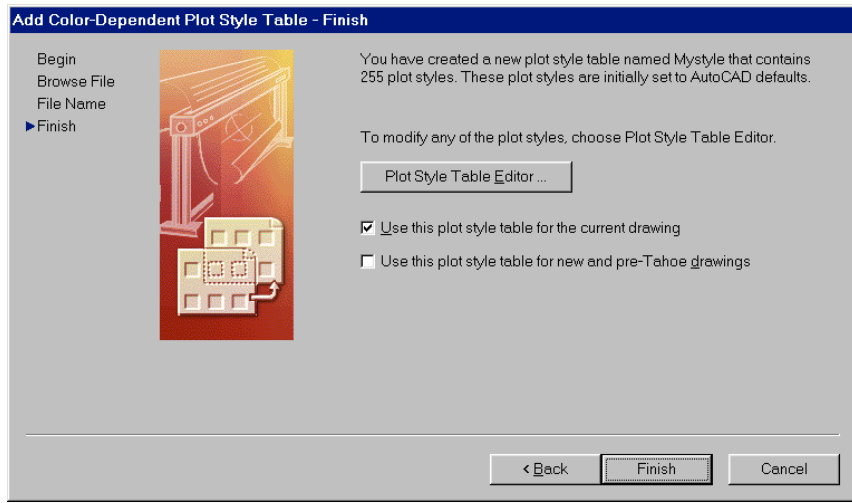 Add Color-Dependent Plot Style Table - Finish
Begin
Browse File
File Name
Finish
You have created a new plot style table named Mystyle that contains
255 plot styles. These plot styles are initially set to AutoCAD defaults.
To modify any of the plot styles, choose Plot Style Table Editor.
Plot Style Table Editor ...
Use this plot style table for the current drawing
Use this plot style table for new and pre-Tahoe drawings
< Back
Finish
Cancel